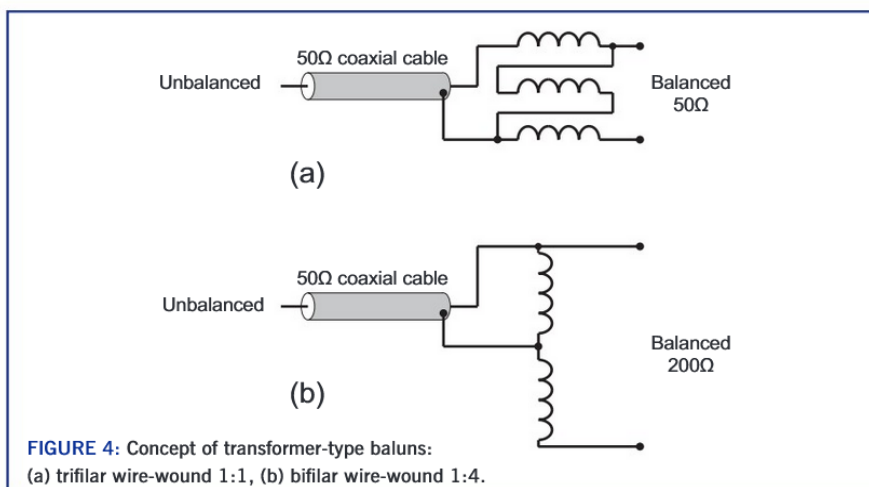 50Ω coaxial cable
Unbalanced
Balanced
50Ω
(a)
50Ω coaxial cable
Unbalanced
Balanced
200Ω
(b)
FIGURE 4: Concept of transformer-type baluns:
(a) trifilar wire-wound 1:1, (b) bifilar wire-wound 1:4.